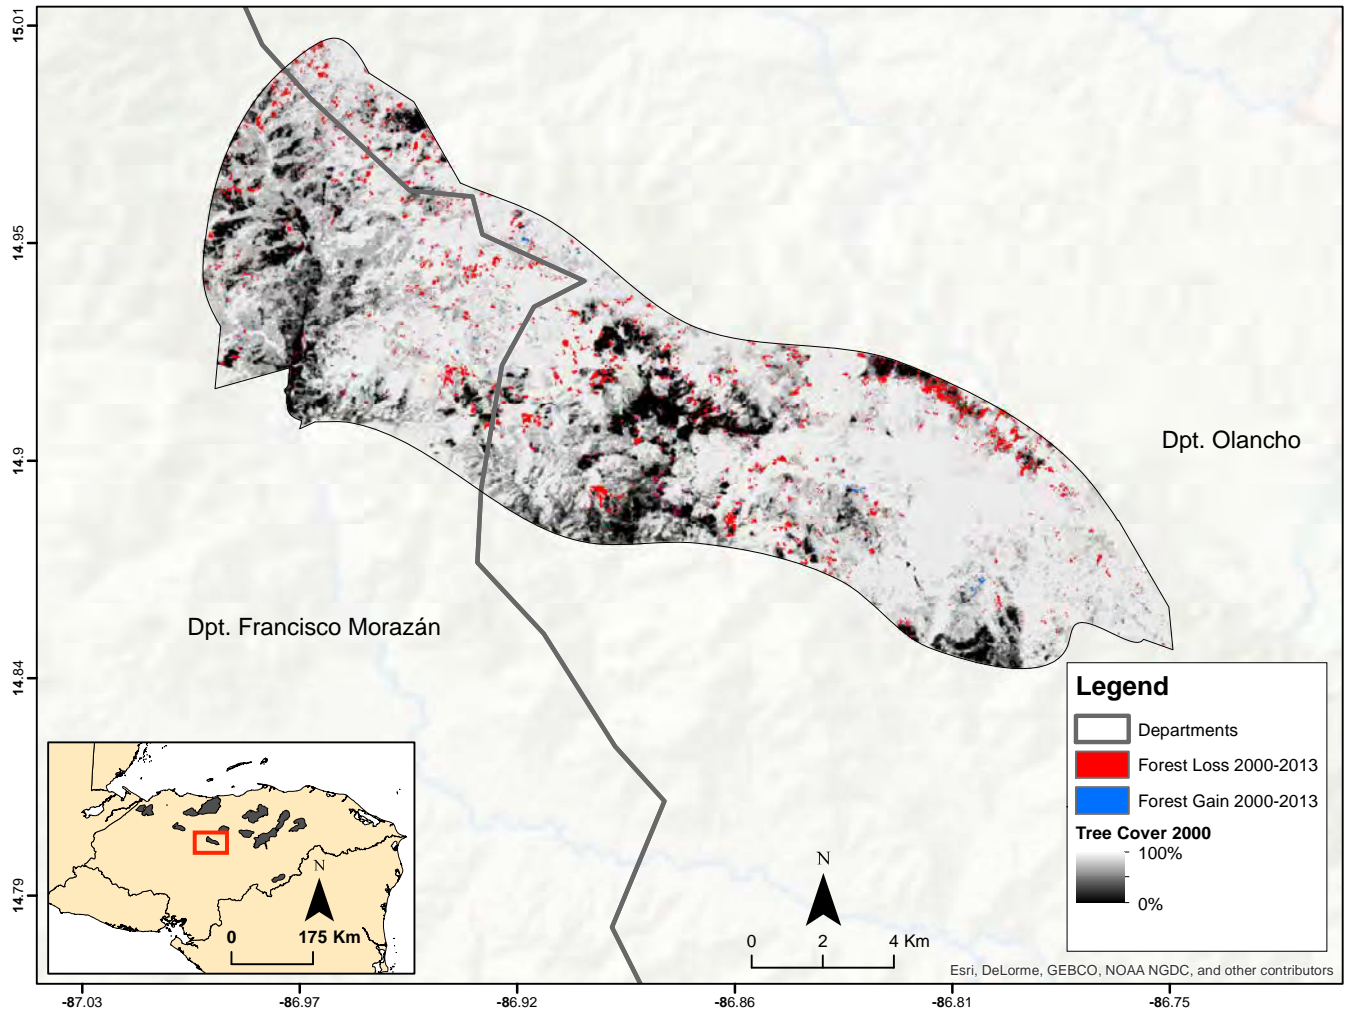 15.01
14.95
14.9
14.84
14.79
Dpt. Olancho
Dpt. Francisco Morazán
Legend
Departments
Forest Loss 2000-2013
Forest Gain 2000-2013
Tree Cover 2000
100%
0%
N
0 175 Km
N
0 2 4 Km
Esri, DeLorme, GEBCO, NOAA NGDC, and other contributors
-87.03 -86.97 -86.92 -86.86 -86.81 -86.75